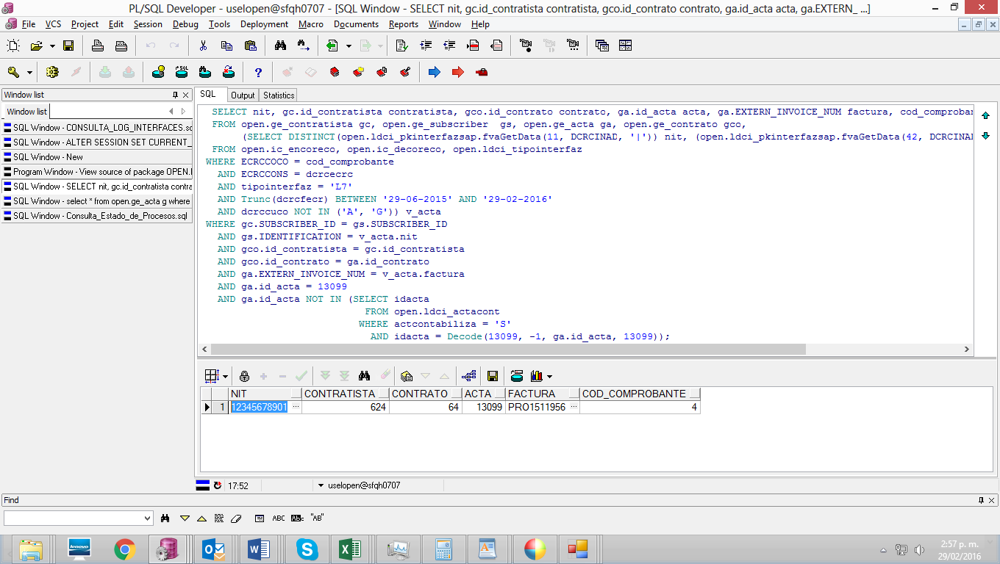 PL/SQL Developer - uselopen@sfqh0707 - [SQL Window - SELECT nit, gc.id_contratista contratista, gco.id_contrato contrato, ga.id_acta acta, ga.EXTERN_ ...]
File VCS Project Edit Session Debug Tools Deployment Macro Documents Reports Window Help
Window list
Window list
SQL Window - CONSULTA_LOG_INTERFACES.sq
SQL Window - ALTER SESSION SET CURRENT_
SQL Window - New
Program Window - View source of package OPEN.
SQL Window - SELECT nit, gc.id_contratista contra
SQL Window - select * from open.ge_acta g where
SQL Window - Consulta_Estado_de_Procesos.sql
SQL Output Statistics
SELECT nit, gc.id_contratista contratista, gco.id_contrato contrato, ga.id_acta acta, ga.EXTERN_INVOICE_NUM factura, cod_comproban
FROM open.ge_contratista gc, open.ge_subscriber gs, open.ge_acta ga, open.ge_contrato gco,
(SELECT DISTINCT(open.ldci_pkinterfazsap.fvaGetData(11, DCRCINAD, '|')) nit, (open.ldci_pkinterfazsap.fvaGetData(42, DCRCINAD
FROM open.ic_encoreco, open.ic_decoreco, open.ldci_tipointerfaz
WHERE ECRCCOCO = cod_comprobante
AND ECRCCONS = dcrcecrc
AND tipointerfaz = 'L7'
AND Trunc(dcrcfecr) BETWEEN '29-06-2015' AND '29-02-2016'
AND dcrccuco NOT IN ('A', 'G')) v_acta
WHERE gc.SUBSCRIBER_ID = gs.SUBSCRIBER_ID
AND gs.IDENTIFICATION = v_acta.nit
AND gco.id_contratista = gc.id_contratista
AND gco.id_contrato = ga.id_contrato
AND ga.EXTERN_INVOICE_NUM = v_acta.factura
AND ga.id_acta = 13099
AND ga.id_acta NOT IN (SELECT idacta
FROM open.ldci_actacont
WHERE actcontabiliza = 'S'
AND idacta = Decode(13099, -1, ga.id_acta, 13099));
NIT CONTRATISTA CONTRATO ACTA FACTURA COD_COMPROBANTE
1 12345678901 ... 624 64 13099 PRO1511956 ... 4
17:52 uselopen@sfqh0707
Find
ABC "AB"
lenovo
2:57 p. m.
29/02/2016